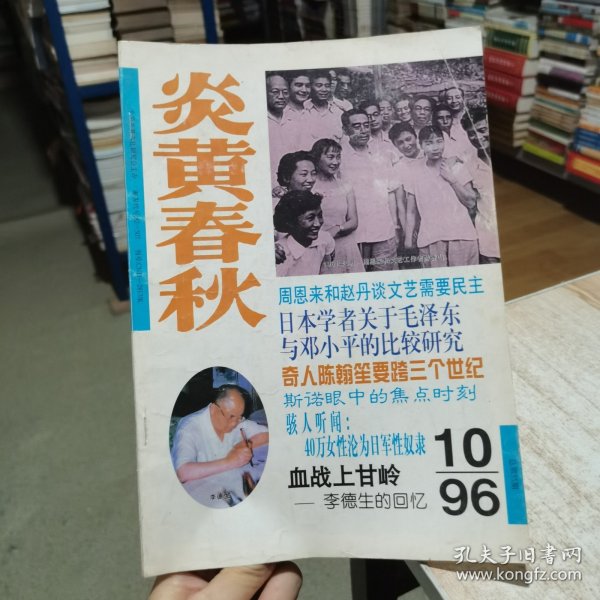 炎黄春秋
周恩来和赵丹谈文艺需要民主
日本学者关于毛泽东
与邓小平的比较研究
奇人陈翰笙要跨三个世纪
斯诺眼中的焦点时刻
骇人听闻：
40万女性沦为日军性奴隶
血战上甘岭
— 李德生的回忆
10
96
李德生
孔夫子旧书网
www.kongfz.com